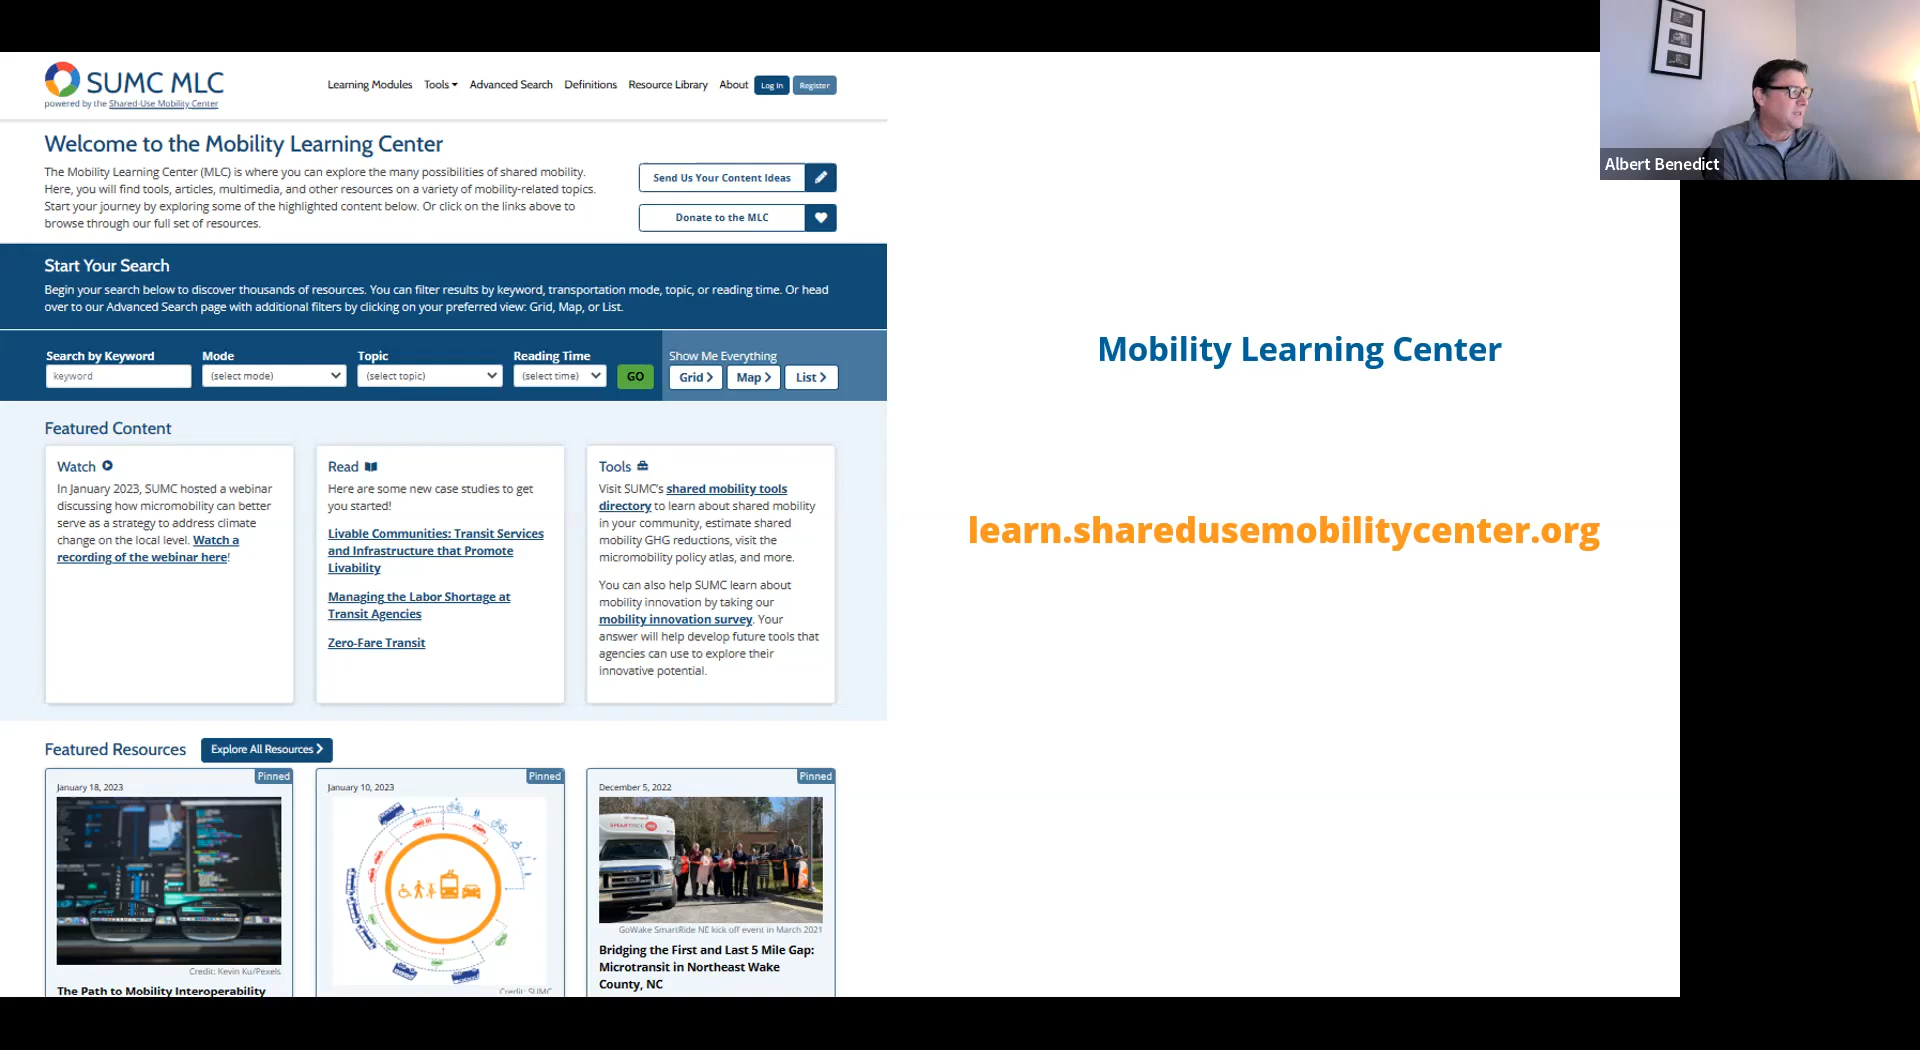 SUMC MLC
powered by the Shared-Use Mobility Center
Learning Modules Tools Advanced Search Definitions Resource Library About Log In Register
Welcome to the Mobility Learning Center
The Mobility Learning Center (MLC) is where you can explore the many possibilities of shared mobility.
Here, you will find tools, articles, multimedia, and other resources on a variety of mobility-related topics.
Start your journey by exploring some of the highlighted content below. Or click on the links above to
browse through our full set of resources.
Send Us Your Content Ideas
Donate to the MLC
Start Your Search
Begin your search below to discover thousands of resources. You can filter results by keyword, transportation mode, topic, or reading time. Or head
over to our Advanced Search page with additional filters by clicking on your preferred view: Grid, Map, or List.
Search by Keyword Mode Topic Reading Time Show Me Everything
keyword (select mode) (select topic) (select time) GO Grid Map List
Featured Content
Watch
In January 2023, SUMC hosted a webinar
discussing how micromobility can better
serve as a strategy to address climate
change on the local level. Watch a
recording of the webinar here!
Read
Here are some new case studies to get
you started!
Livable Communities: Transit Services
and Infrastructure that Promote
Livability
Managing the Labor Shortage at
Transit Agencies
Zero-Fare Transit
Tools
Visit SUMC's shared mobility tools
directory to learn about shared mobility
in your community, estimate shared
mobility GHG reductions, visit the
micromobility policy atlas, and more.
You can also help SUMC learn about
mobility innovation by taking our
mobility innovation survey. Your
answer will help develop future tools that
agencies can use to explore their
innovative potential.
Featured Resources Explore All Resources
Pinned
January 18, 2023
Credit: Kevin Ku/Pexels
The Path to Mobility Interoperability
Pinned
January 10, 2023
Credit: SUMC
Pinned
December 5, 2022
GoWake SmartRide NE kick off event in March 2021
Bridging the First and Last 5 Mile Gap:
Microtransit in Northeast Wake
County, NC
Mobility Learning Center
learn.sharedusemobilitycenter.org
Albert Benedict